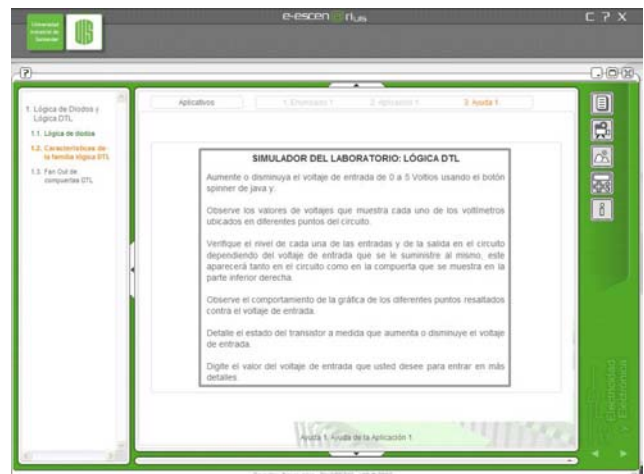 Universidad
Industrial de
Santander
e-escen@ri
UIS
C ? X
?
1. Lógica de Diodos y
Lógica DTL
1.1. Lógica de diodos
1.2. Características de
la familia lógica DTL
1.3. Fan Out de
compuertas DTL
Aplicativos
1. Enunciado 1
2. Aplicación 1
3. Ayuda 1
SIMULADOR DEL LABORATORIO: LÓGICA DTL
Aumente o disminuya el voltaje de entrada de 0 a 5 Voltios usando el botón
spinner de java y.
Observe los valores de voltajes que muestra cada uno de los voltímetros
ubicados en diferentes puntos del circuito.
Verifique el nivel de cada una de las entradas y de la salida en el circuito
dependiendo del voltaje de entrada que se le suministre al mismo, este
aparecerá tanto en el circuito como en la compuerta que se muestra en la
parte inferior derecha.
Observe el comportamiento de la gráfica de los diferentes puntos resaltados
contra el voltaje de entrada.
Detalle el estado del transistor a medida que aumenta o disminuye el voltaje
de entrada.
Digite el valor del voltaje de entrada que usted desee para entrar en más
detalles.
Ayuda 1. Ayuda de la Aplicación 1.
Electricidad
y Electrónica